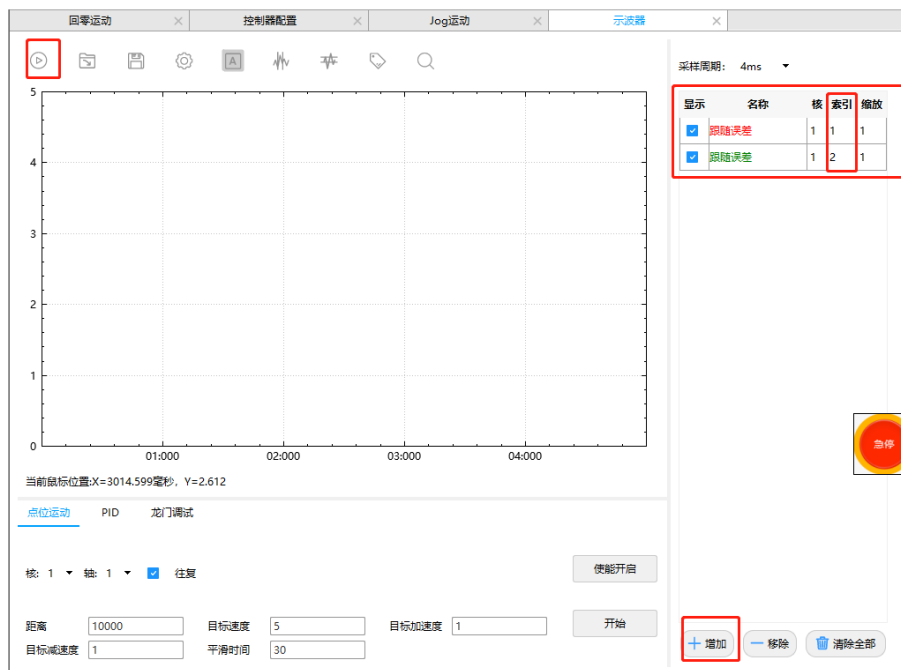 回零运动 控制器配置 Jog运动 示波器
A
采样周期: 4ms
显示 名称 核 索引 缩放
跟随误差 1 1 1
跟随误差 1 2 1
5
4
3
2
1
0
01:000 02:000 03:000 04:000
当前鼠标位置:X=3014.599毫秒, Y=2.612
急停
点位运动 PID 龙门调试
核: 1 轴: 1 往复 使能开启
距离 10000 目标速度 5 目标加速度 1 开始
目标减速度 1 平滑时间 30
增加 移除 清除全部